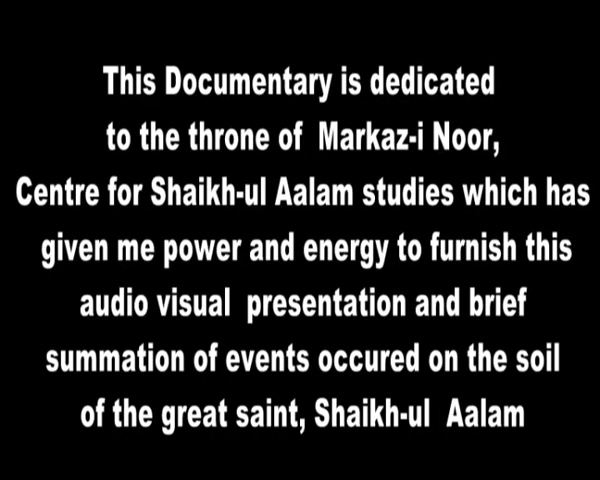 This Documentary is dedicated
to the throne of Markaz-i Noor,
Centre for Shaikh-ul Aalam studies which has
given me power and energy to furnish this
audio visual presentation and brief
summation of events occured on the soil
of the great saint, Shaikh-ul Aalam